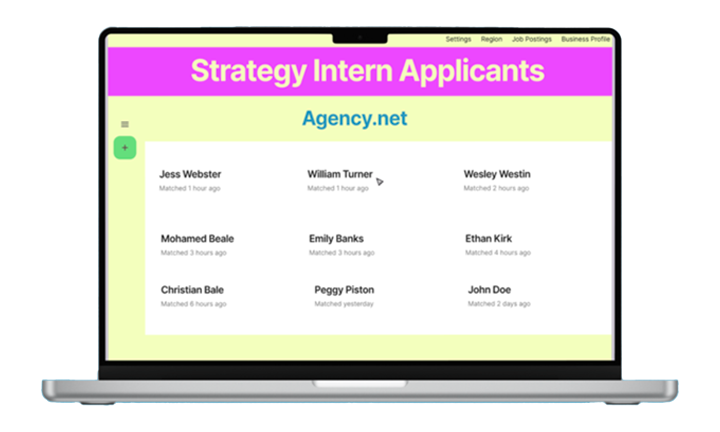 Settings Region Job Postings Business Profile
Strategy Intern Applicants
Agency.net
+
Jess Webster William Turner Wesley Westin
Matched 1 hour ago Matched 1 hour ago Matched 2 hours ago
Mohamed Beale Emily Banks Ethan Kirk
Matched 3 hours ago Matched 3 hours ago Matched 4 hours ago
Christian Bale Peggy Piston John Doe
Matched 6 hours ago Matched yesterday Matched 2 days ago